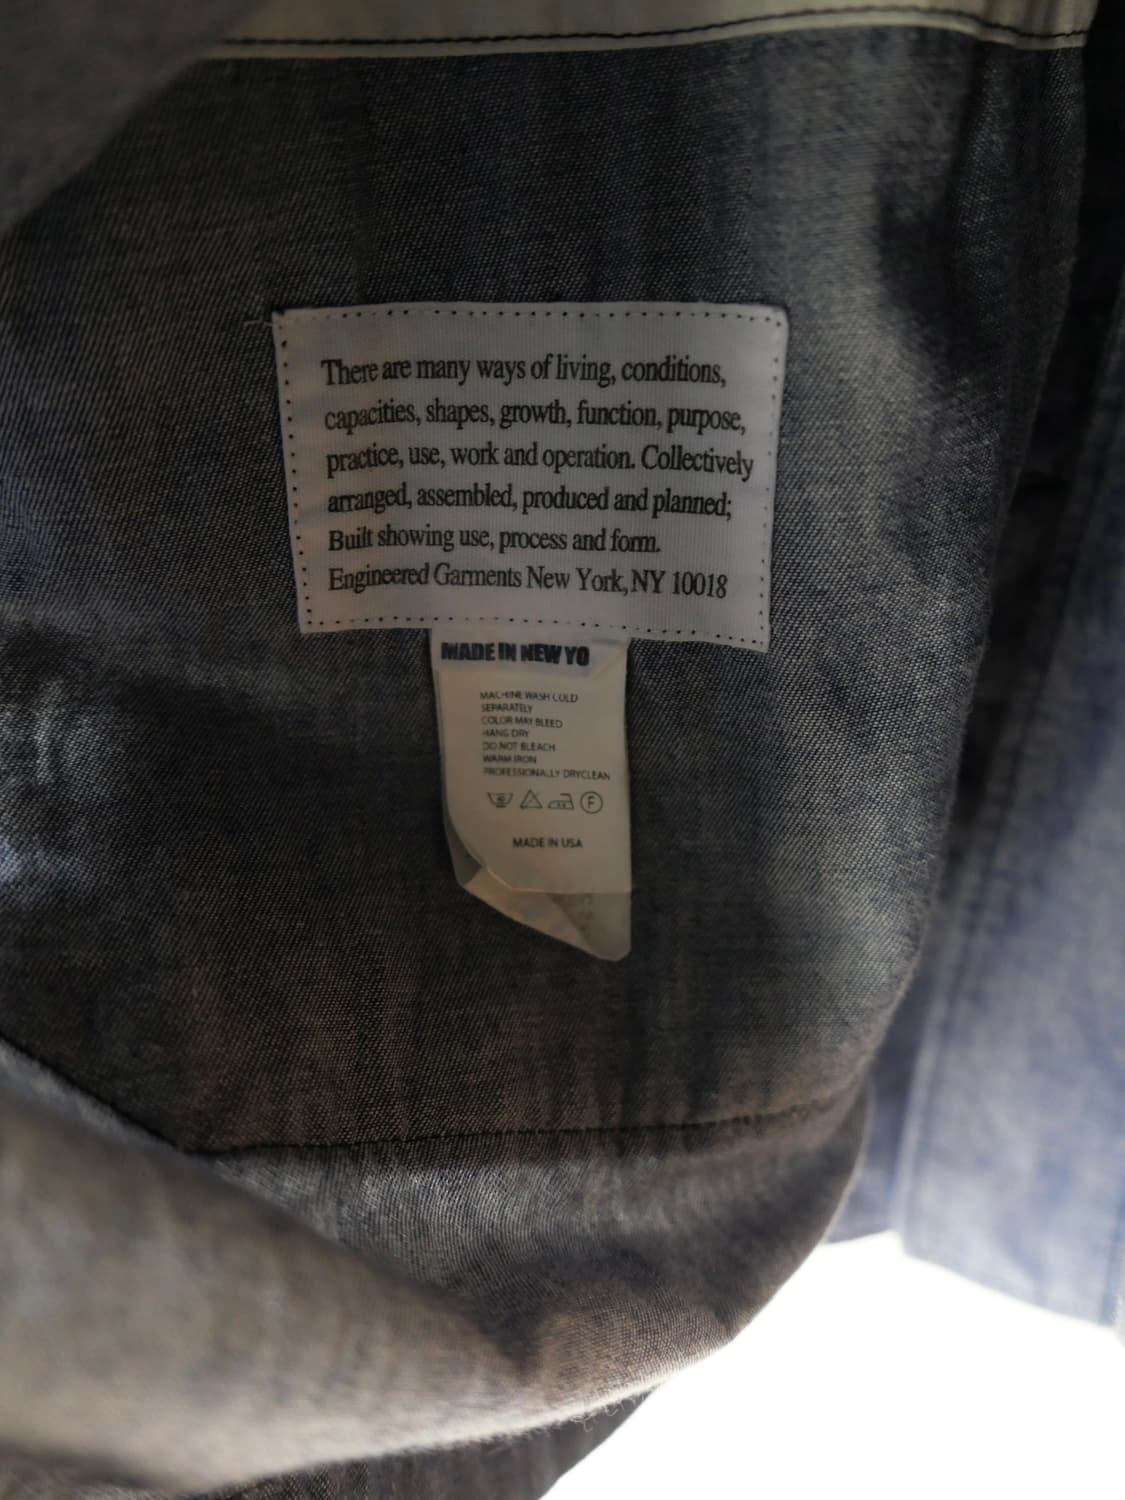 There are many ways of living, conditions,
capacities, shapes, growth, function, purpose,
practice, use, work and operation. Collectively
arranged, assembled, produced and planned;
Built showing use, process and form.
Engineered Garments New York, NY 10018
MADE IN NEW YO
MACHINE WASH COLD
SEPARATELY
COLOR MAY BLEED
HANG DRY
DO NOT BLEACH
WARM IRON
PROFESSIONALLY DRYCLEAN
F
MADE IN USA